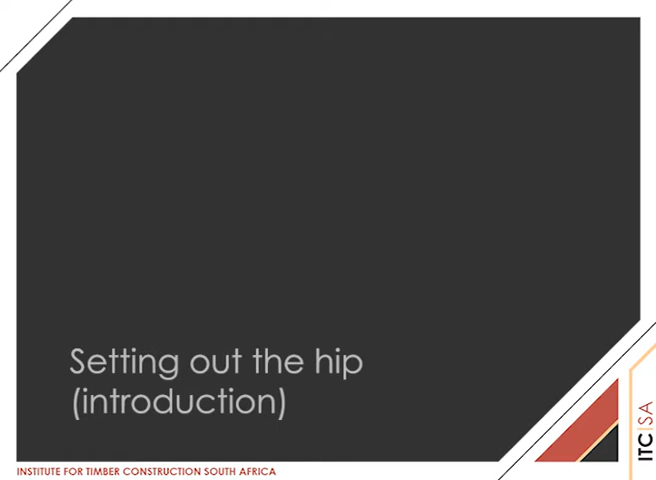 Setting out the hip
(introduction)
INSTITUTE FOR TIMBER CONSTRUCTION SOUTH AFRICA
ITC|SA